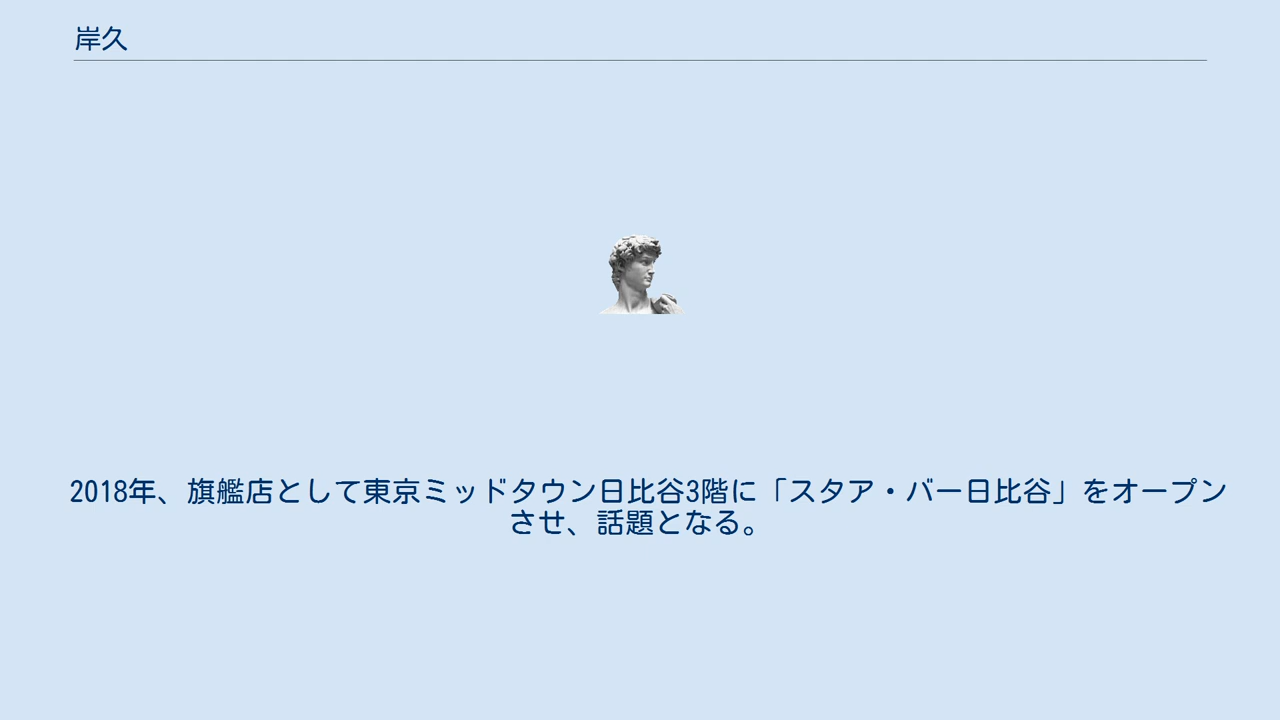 岸久
2018年、旗艦店として東京ミッドタウン日比谷3階に「スタア・バー日比谷」をオープン
させ、話題となる。